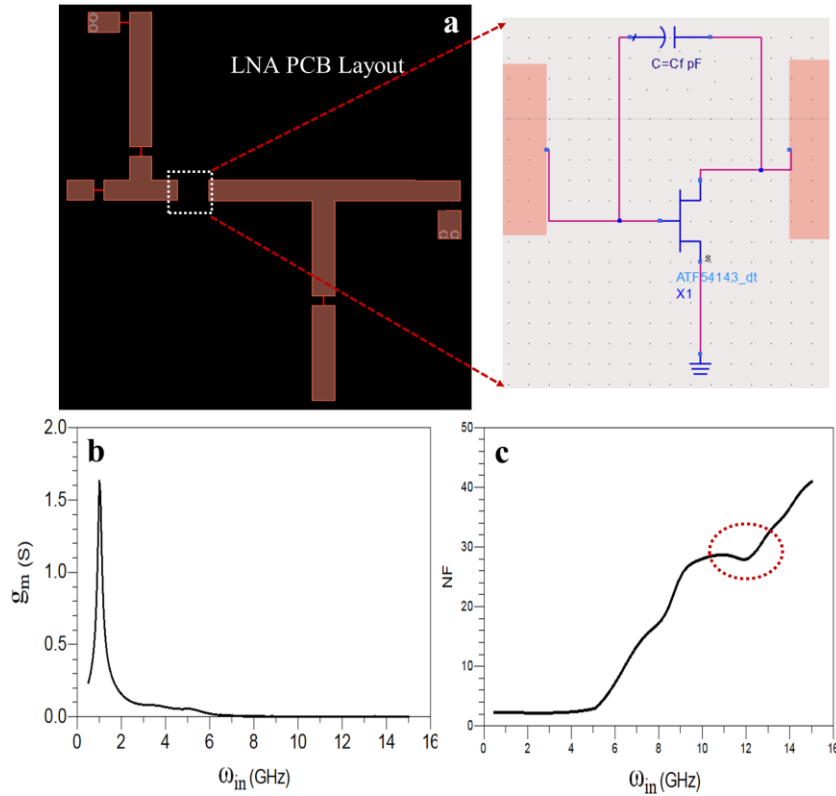 a
LNA PCB Layout
C=Cf pF
S
ATF54143_dt
X1
b
2.0
1.5
1.0
0.5
0.0
gm (S)
0 2 4 6 8 10 12 14 16
ωin (GHz)
c
50
40
30
20
10
0
NF
0 2 4 6 8 10 12 14 16
ωin (GHz)